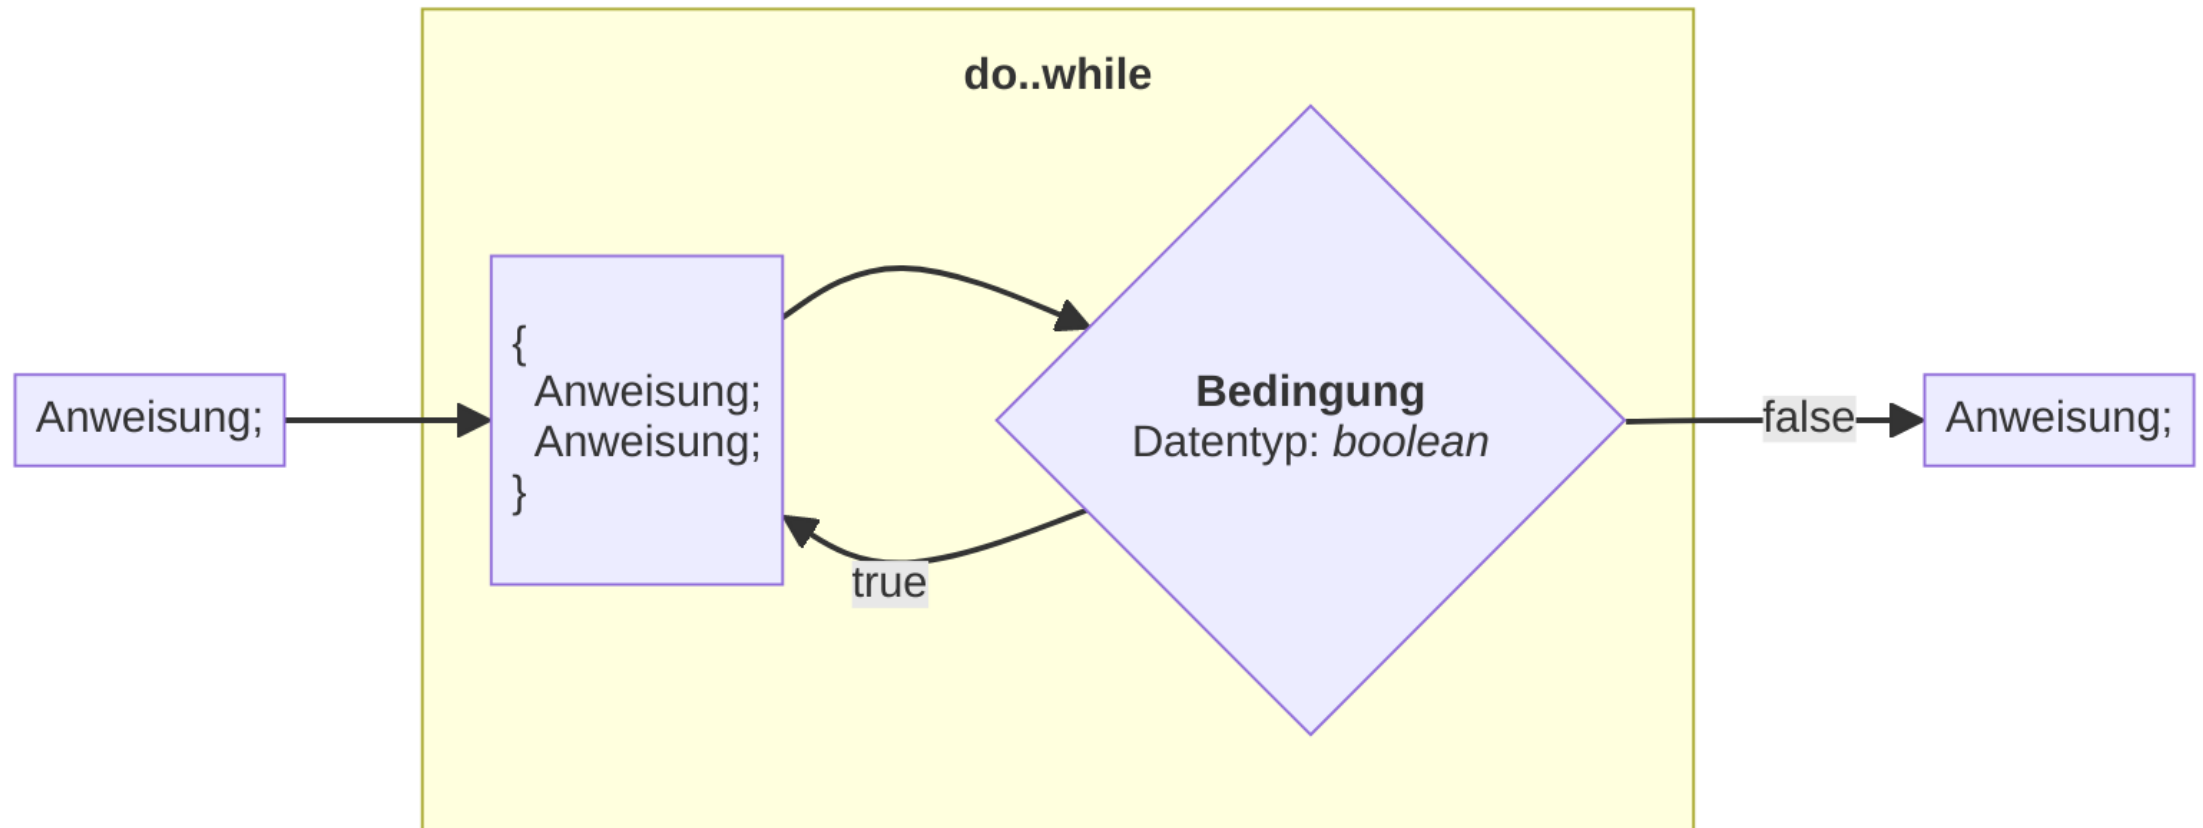 do..while
Anweisung;
{
Anweisung;
Anweisung;
}
Bedingung
Datentyp: boolean
true
false
Anweisung;